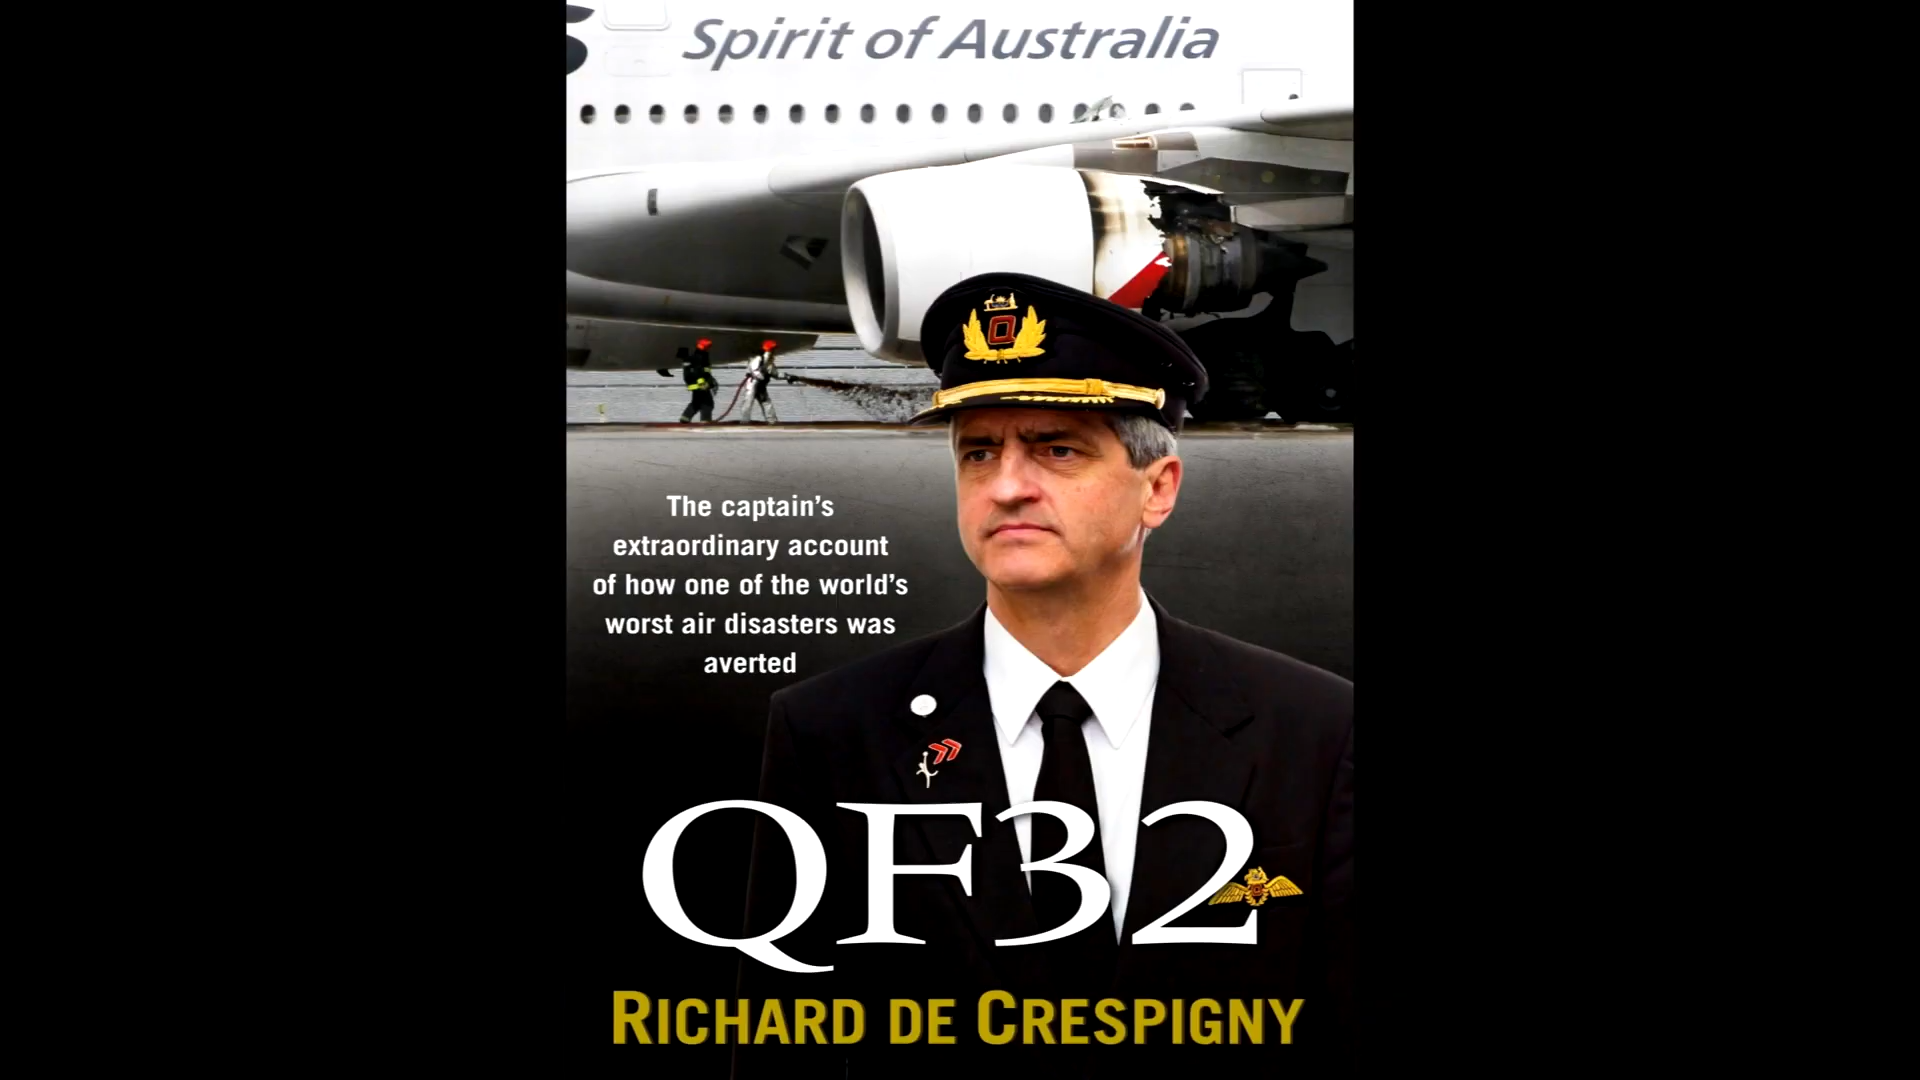 Spirit of Australia
The captain's
extraordinary account
of how one of the world's
worst air disasters was
averted
QF32
RICHARD DE CRESPIGNY